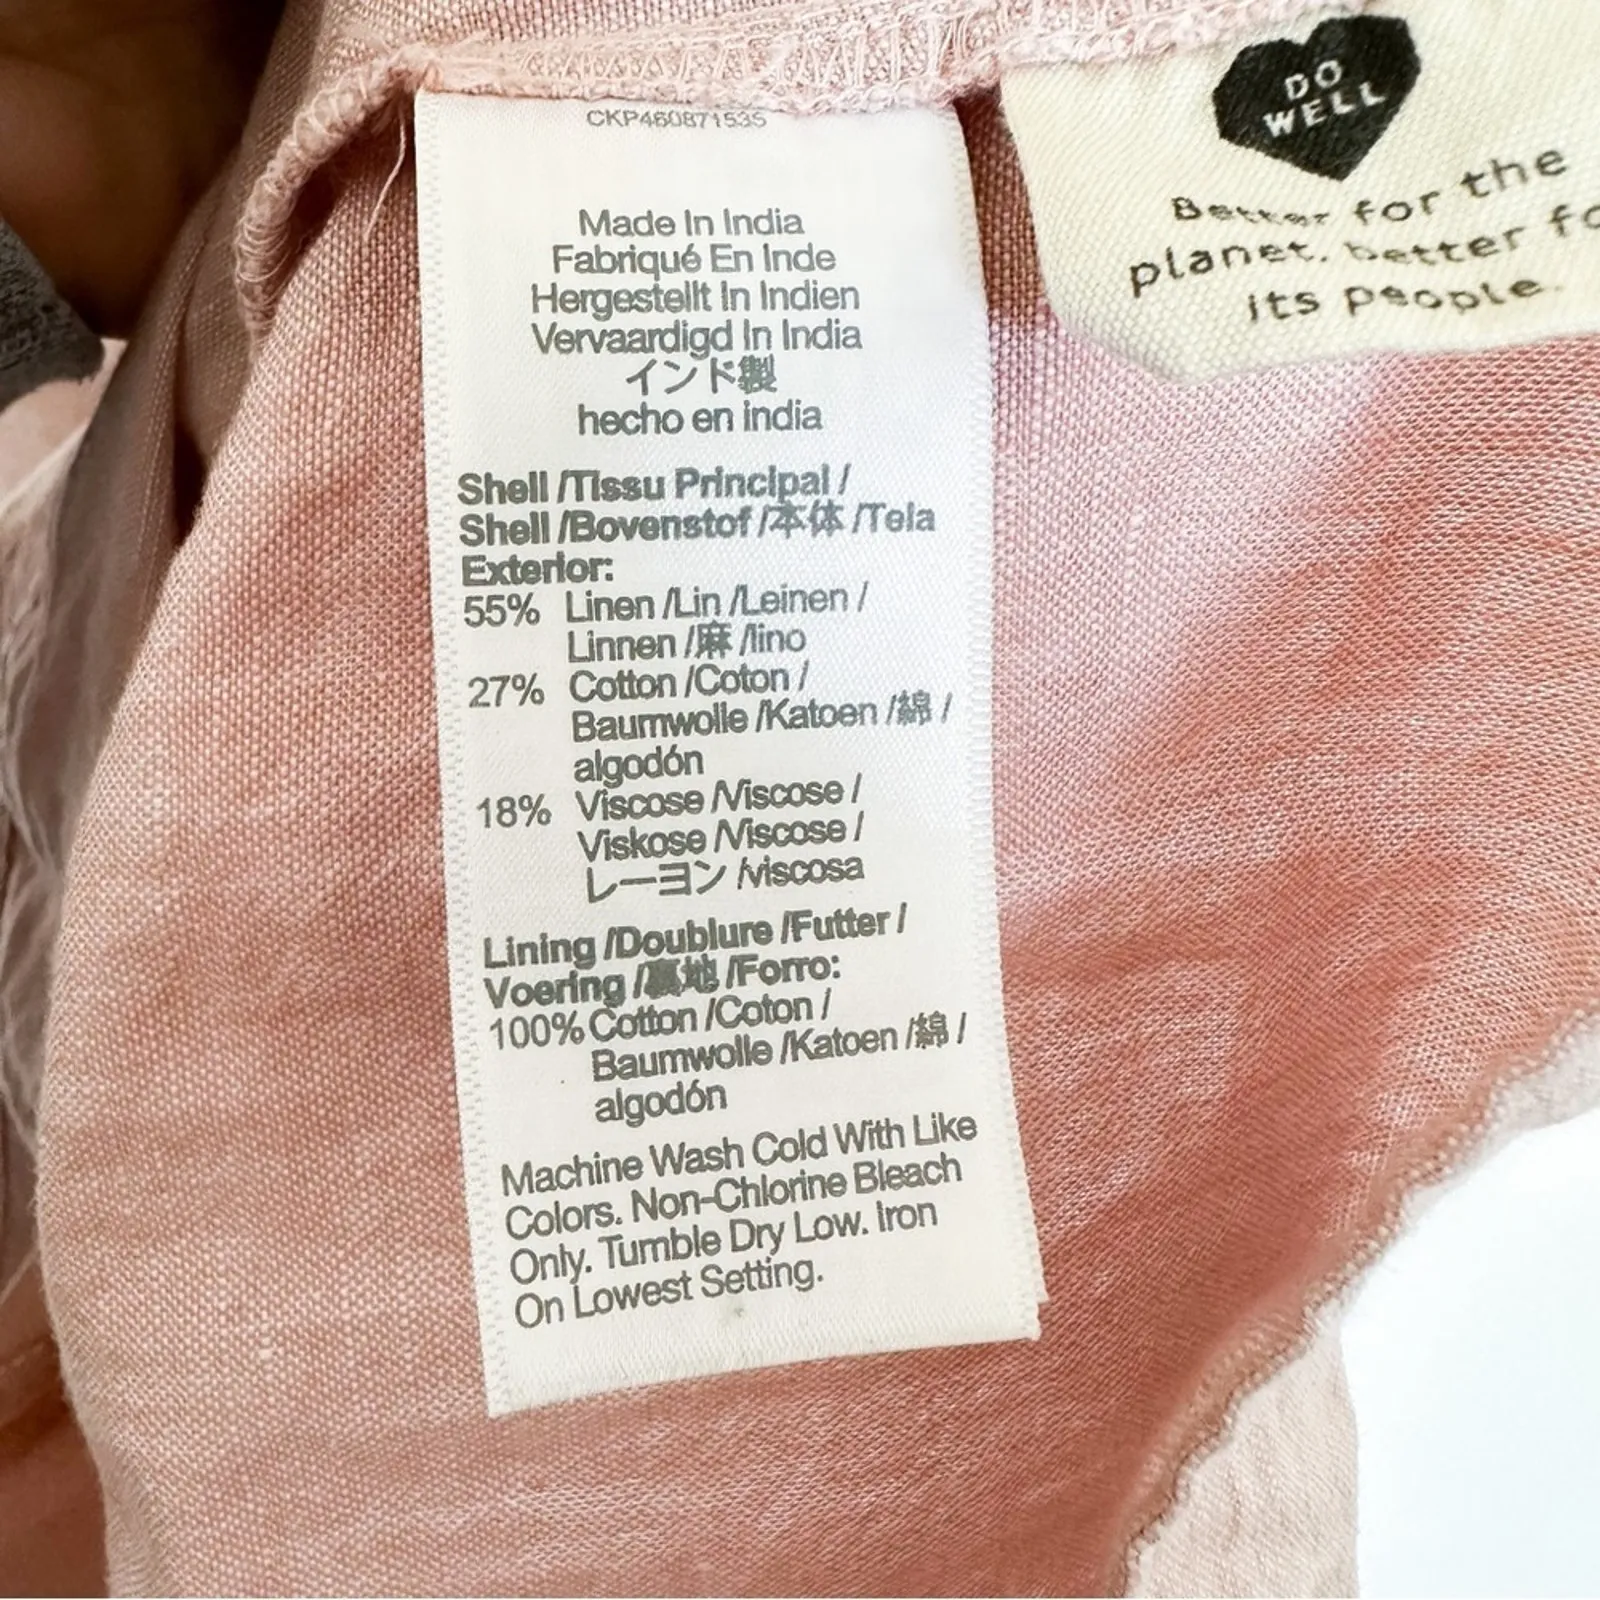 CKP460871535
Made In India
Fabriqué En Inde
Hergestellt In Indien
Vervaardigd In India
インド製
hecho en india
Shell /Tissu Principal /
Shell /Bovenstof /本体 /Tela
Exterior:
55% Linen /Lin /Leinen /
Linnen /麻 /lino
27% Cotton /Coton /
Baumwolle /Katoen /綿 /
algodón
18% Viscose /Viscose /
Viskose /Viscose /
レーヨン /viscosa
Lining /Doublure /Futter /
Voering /裏地 /Forro:
100% Cotton /Coton /
Baumwolle /Katoen /綿 /
algodón
Machine Wash Cold With Like
Colors. Non-Chlorine Bleach
Only. Tumble Dry Low. Iron
On Lowest Setting.
DO
WELL
Better for the
planet. better fo
its people.